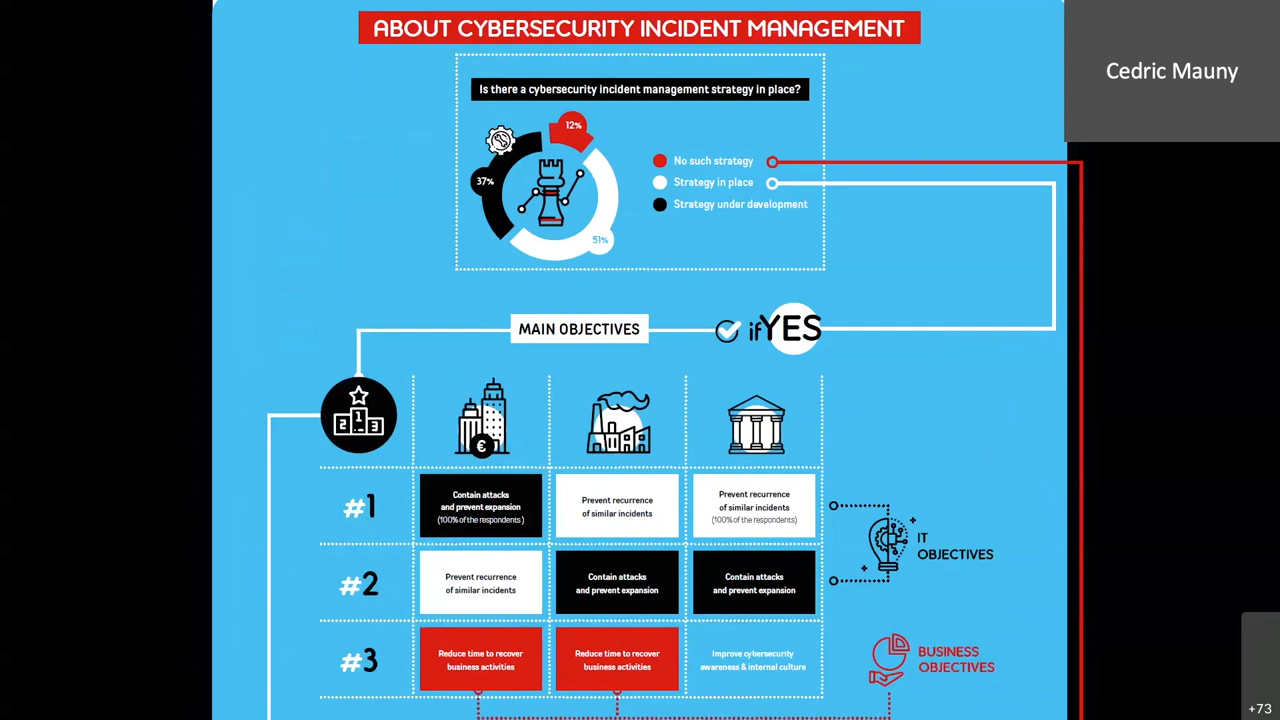 ABOUT CYBERSECURITY INCIDENT MANAGEMENT
Cedric Mauny
Is there a cybersecurity incident management strategy in place?
12%
37%
51%
No such strategy
Strategy in place
Strategy under development
MAIN OBJECTIVES
if YES
2 1 3
€
#1
Contain attacks
and prevent expansion
(100% of the respondents)
Prevent recurrence
of similar incidents
Prevent recurrence
of similar incidents
(100% of the respondents)
IT
OBJECTIVES
#2
Prevent recurrence
of similar incidents
Contain attacks
and prevent expansion
Contain attacks
and prevent expansion
#3
Reduce time to recover
business activities
Reduce time to recover
business activities
Improve cybersecurity
awareness & internal culture
BUSINESS
OBJECTIVES
+73